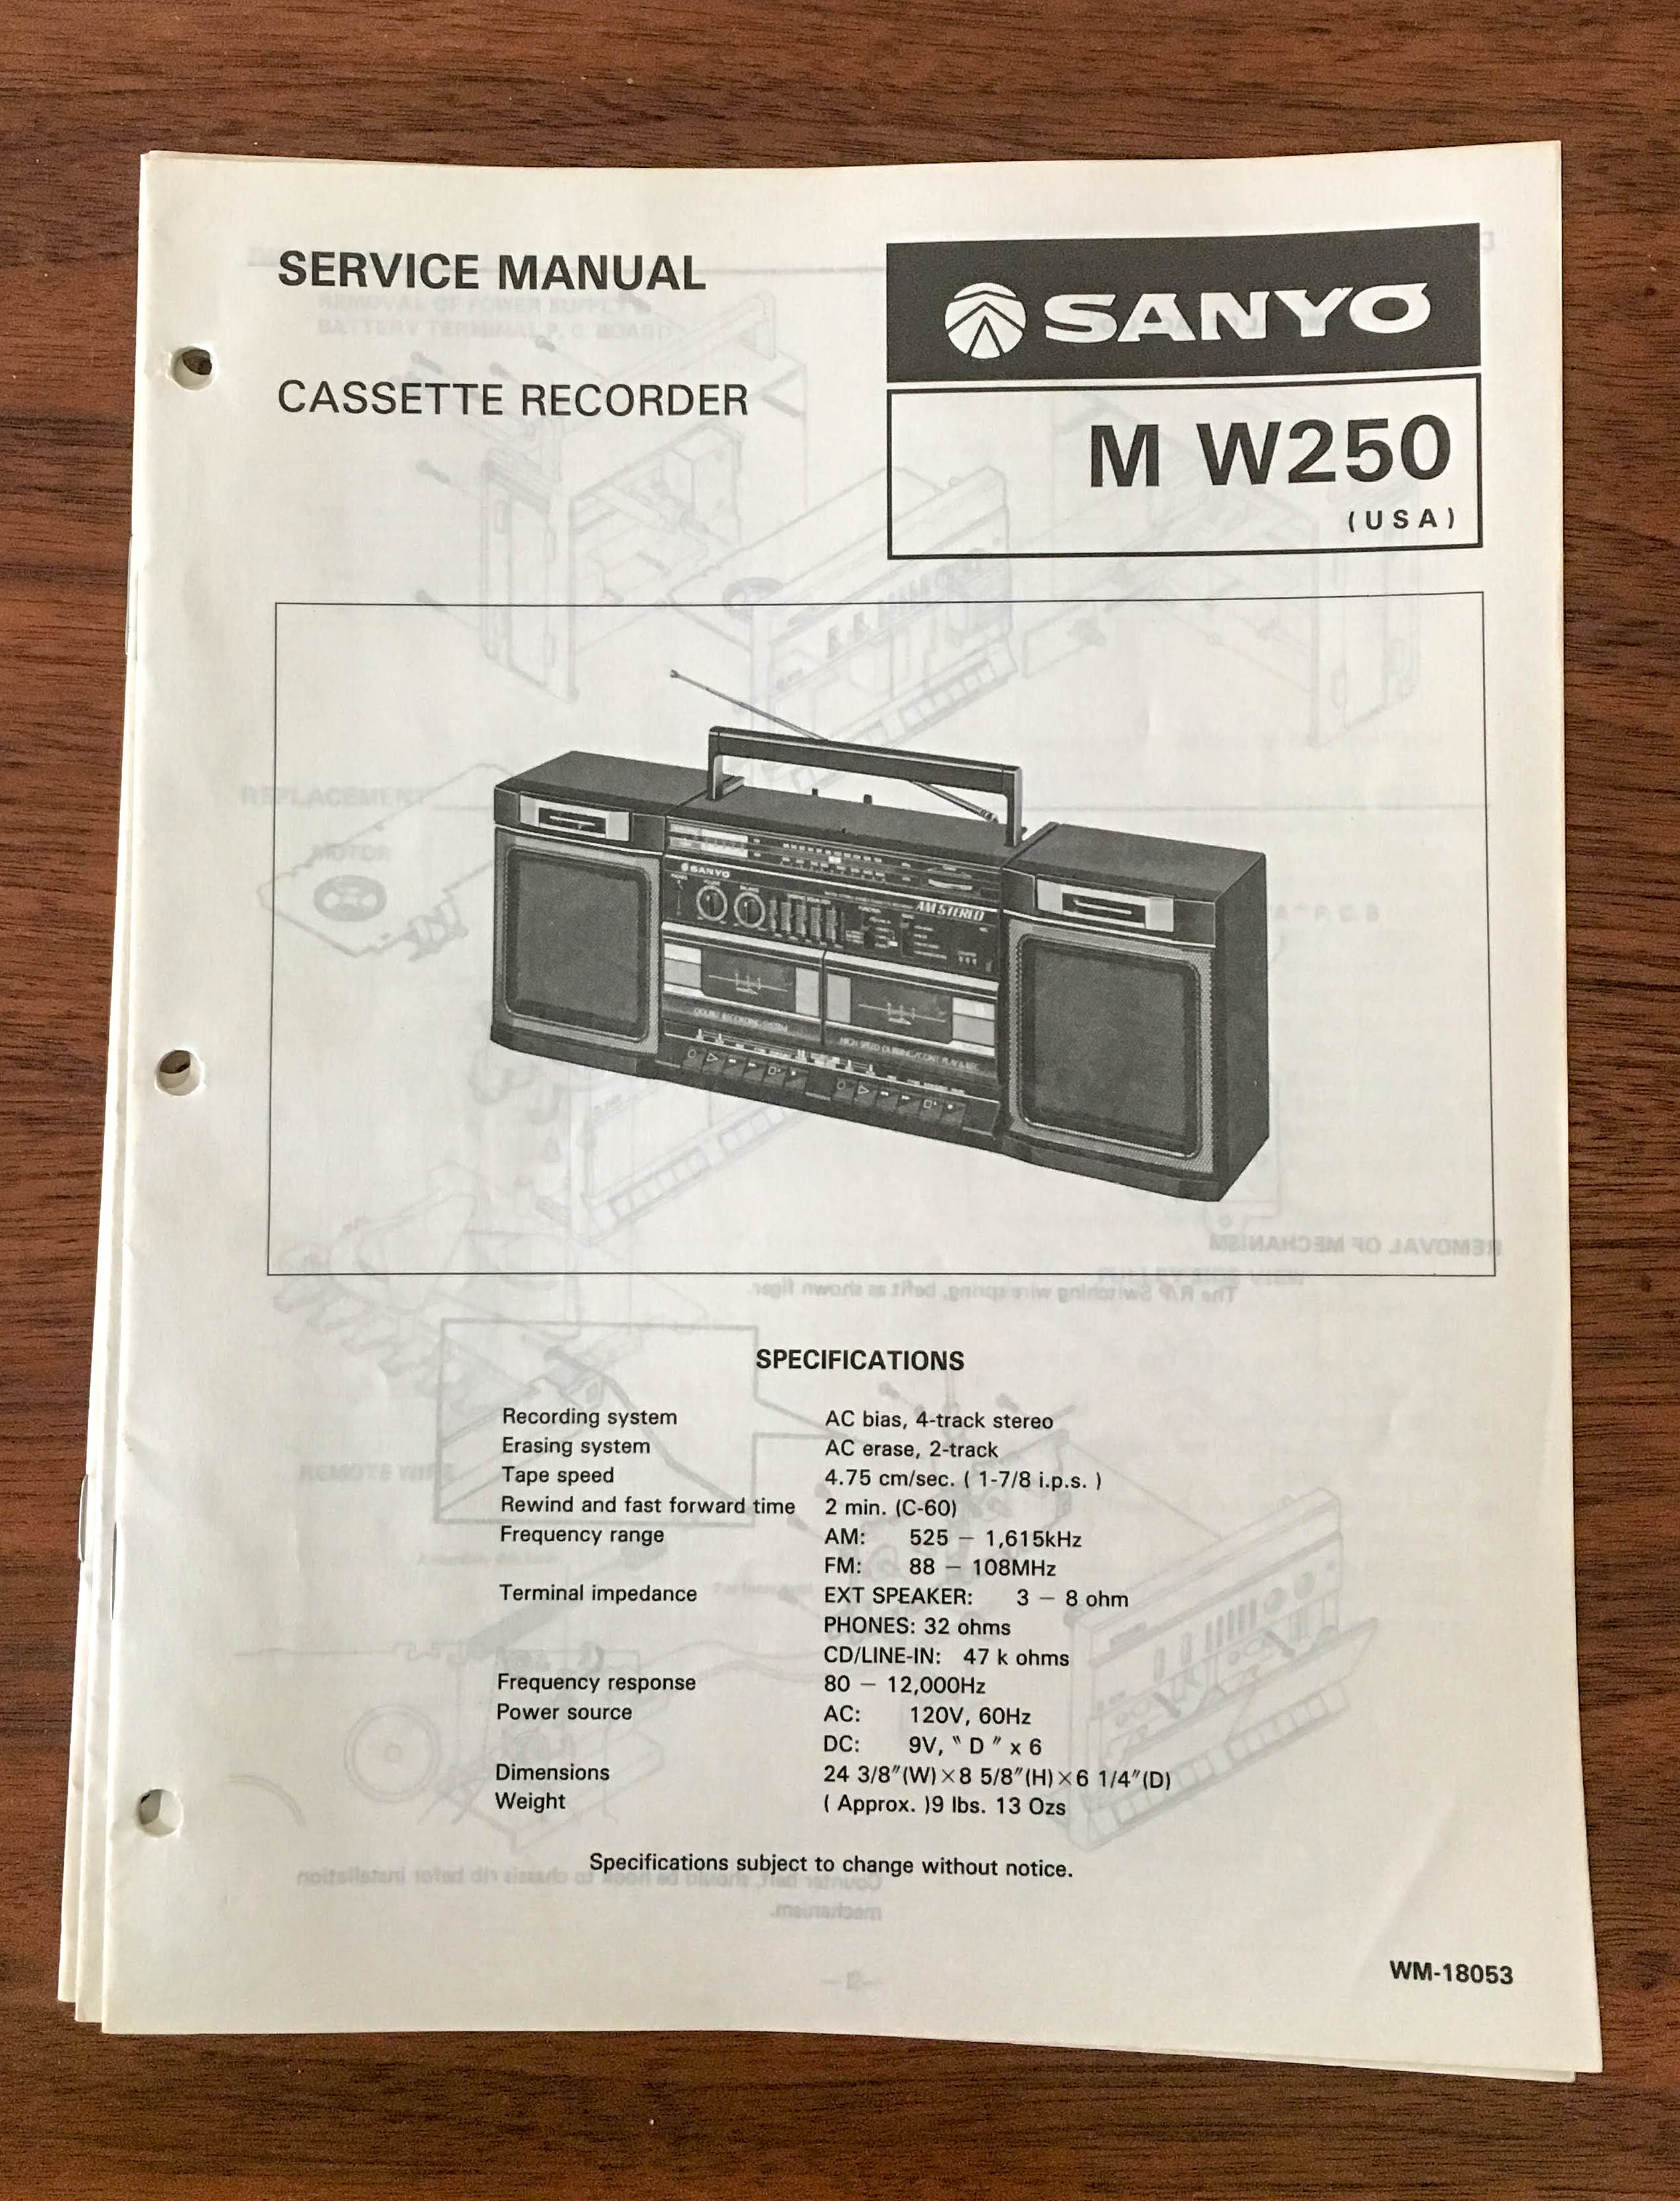 SERVICE MANUAL
CASSETTE RECORDER
SANYO
M W250
(USA)
SANYO
AM STEREO
SPECIFICATIONS
Recording system AC bias, 4-track stereo
Erasing system AC erase, 2-track
Tape speed 4.75 cm/sec. ( 1-7/8 i.p.s. )
Rewind and fast forward time 2 min. (C-60)
Frequency range AM: 525 — 1,615kHz
FM: 88 — 108MHz
Terminal impedance EXT SPEAKER: 3 — 8 ohm
PHONES: 32 ohms
CD/LINE-IN: 47 k ohms
Frequency response 80 — 12,000Hz
Power source AC: 120V, 60Hz
DC: 9V, " D " x 6
Dimensions 24 3/8"(W)×8 5/8"(H)×6 1/4"(D)
Weight ( Approx. )9 lbs. 13 Ozs
Specifications subject to change without notice.
WM-18053